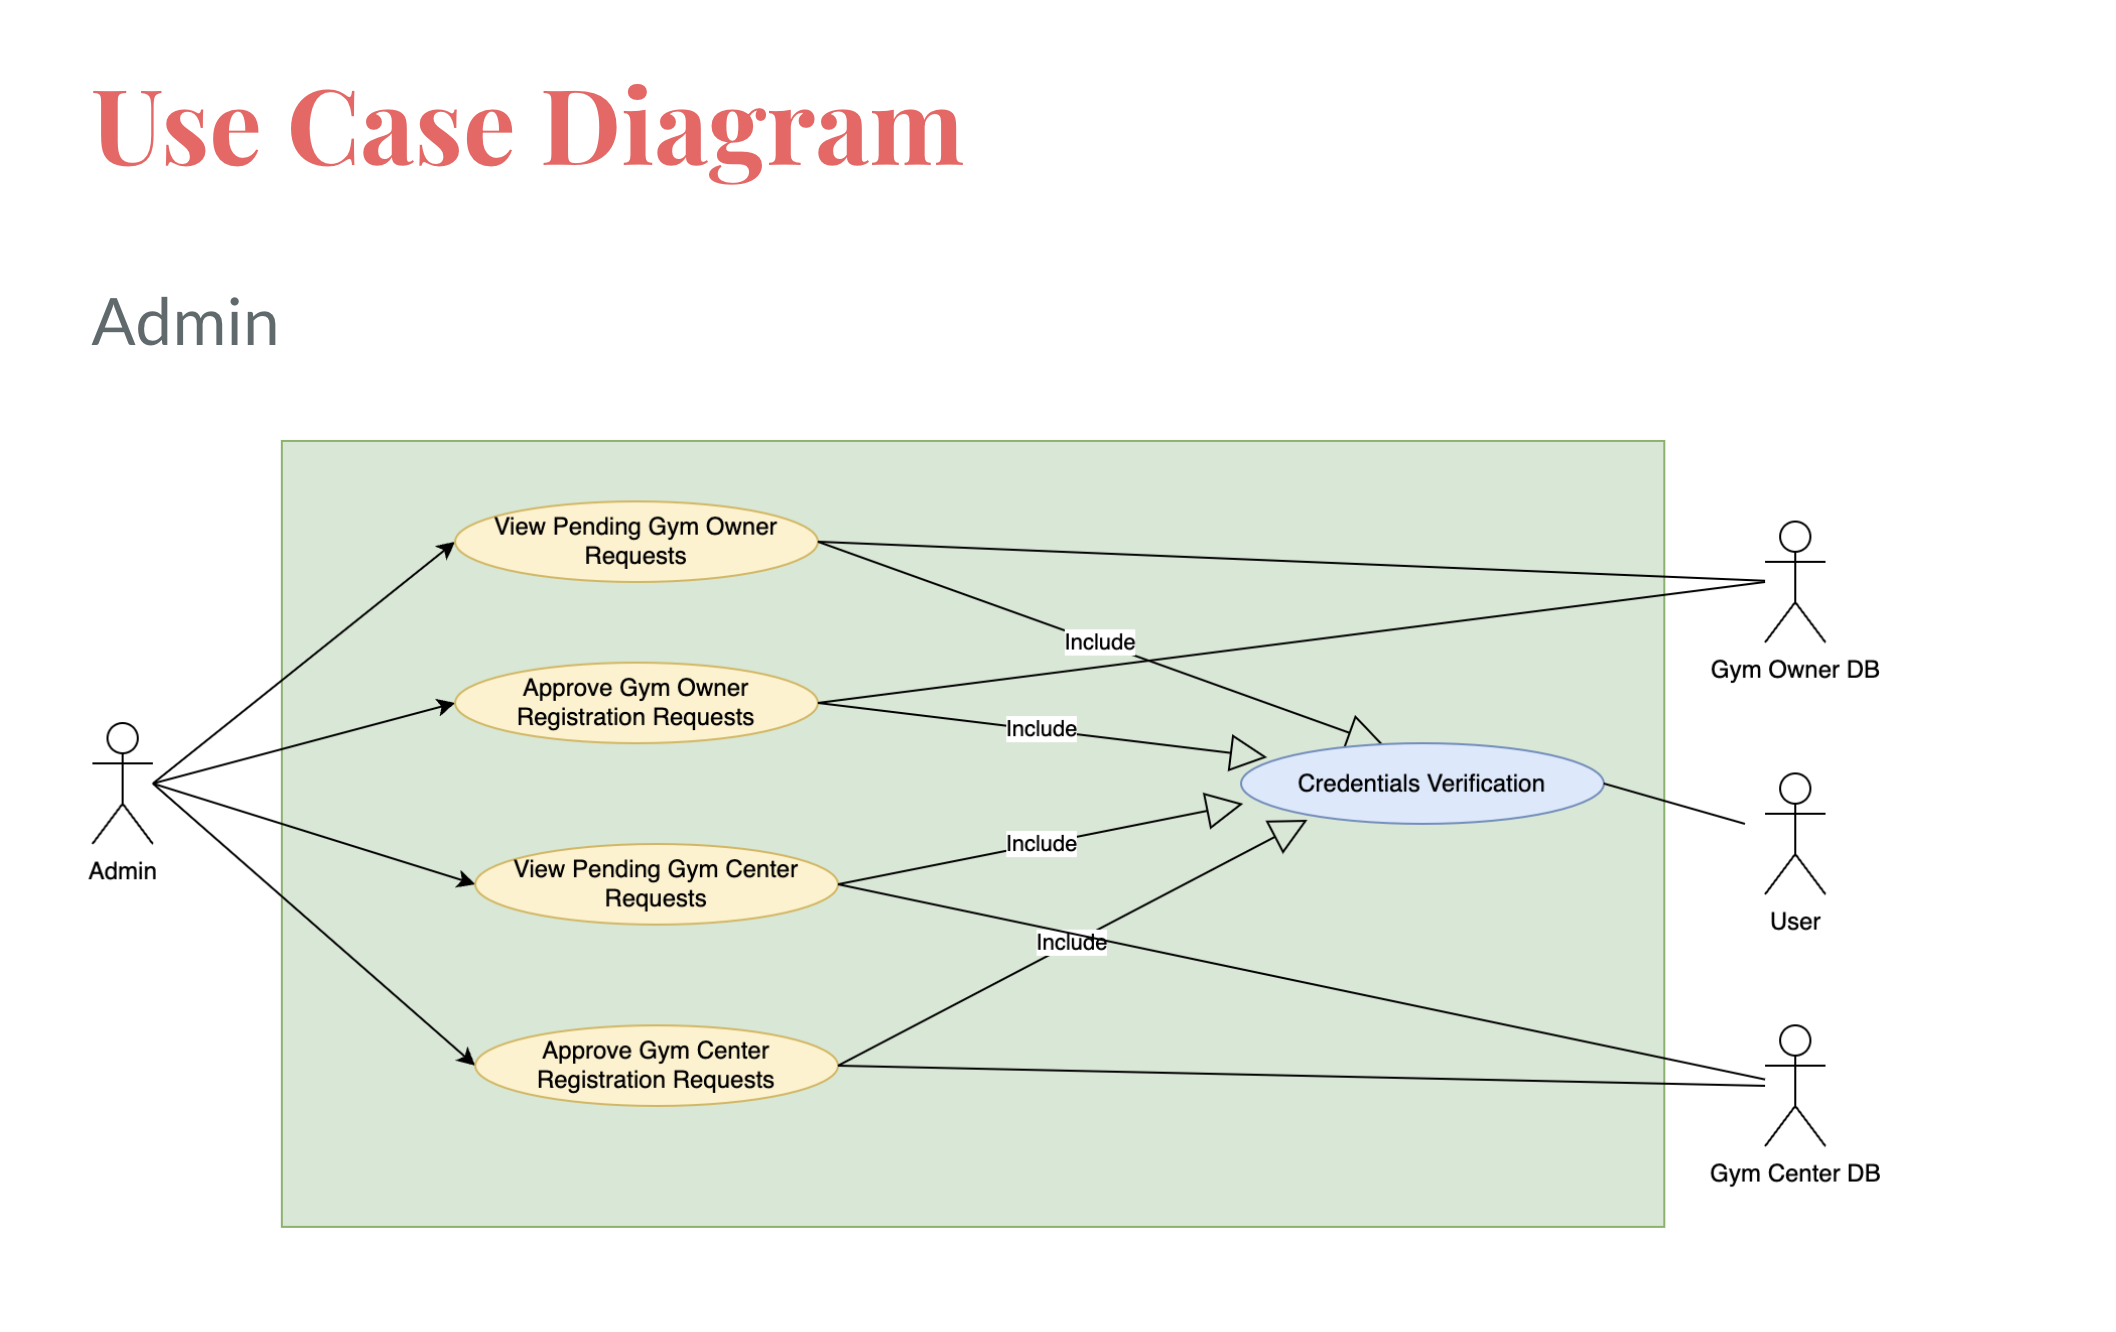 Use Case Diagram
Admin
View Pending Gym Owner
Requests
Include
Gym Owner DB
Approve Gym Owner
Registration Requests
Include
Credentials Verification
Admin
Include
View Pending Gym Center
Requests
User
Include
Approve Gym Center
Registration Requests
Gym Center DB